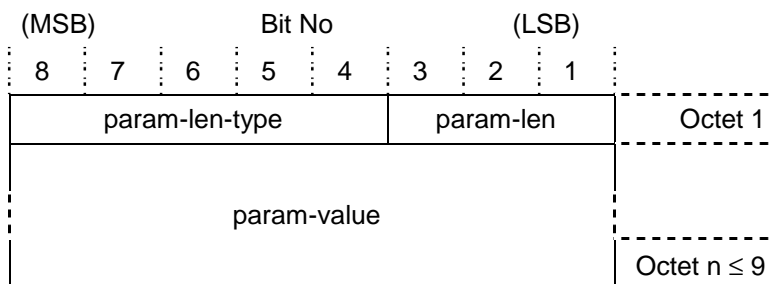 (MSB) Bit No (LSB)
8 7 6 5 4 3 2 1
param-len-type param-len Octet 1
param-value
Octet n ≤ 9